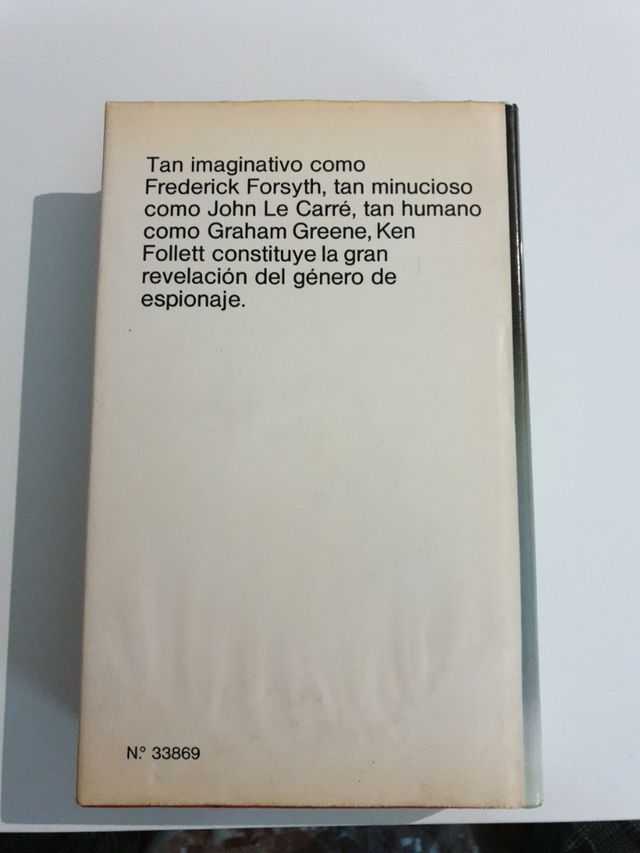 Tan imaginativo como
Frederick Forsyth, tan minucioso
como John Le Carré, tan humano
como Graham Greene, Ken
Follett constituye la gran
revelación del género de
espionaje.
N.º 33869